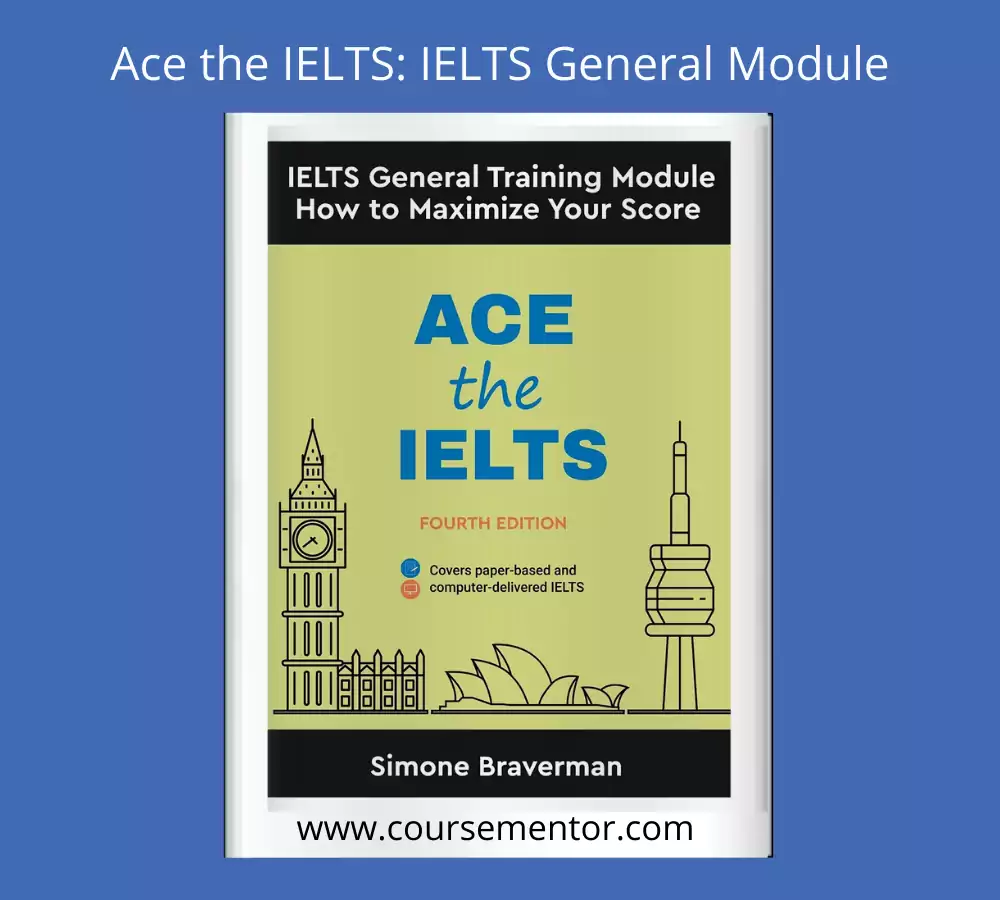 Ace the IELTS: IELTS General Module
IELTS General Training Module
How to Maximize Your Score
ACE
the
IELTS
FOURTH EDITION
Covers paper-based and
computer-delivered IELTS
Simone Braverman
www.coursementor.com